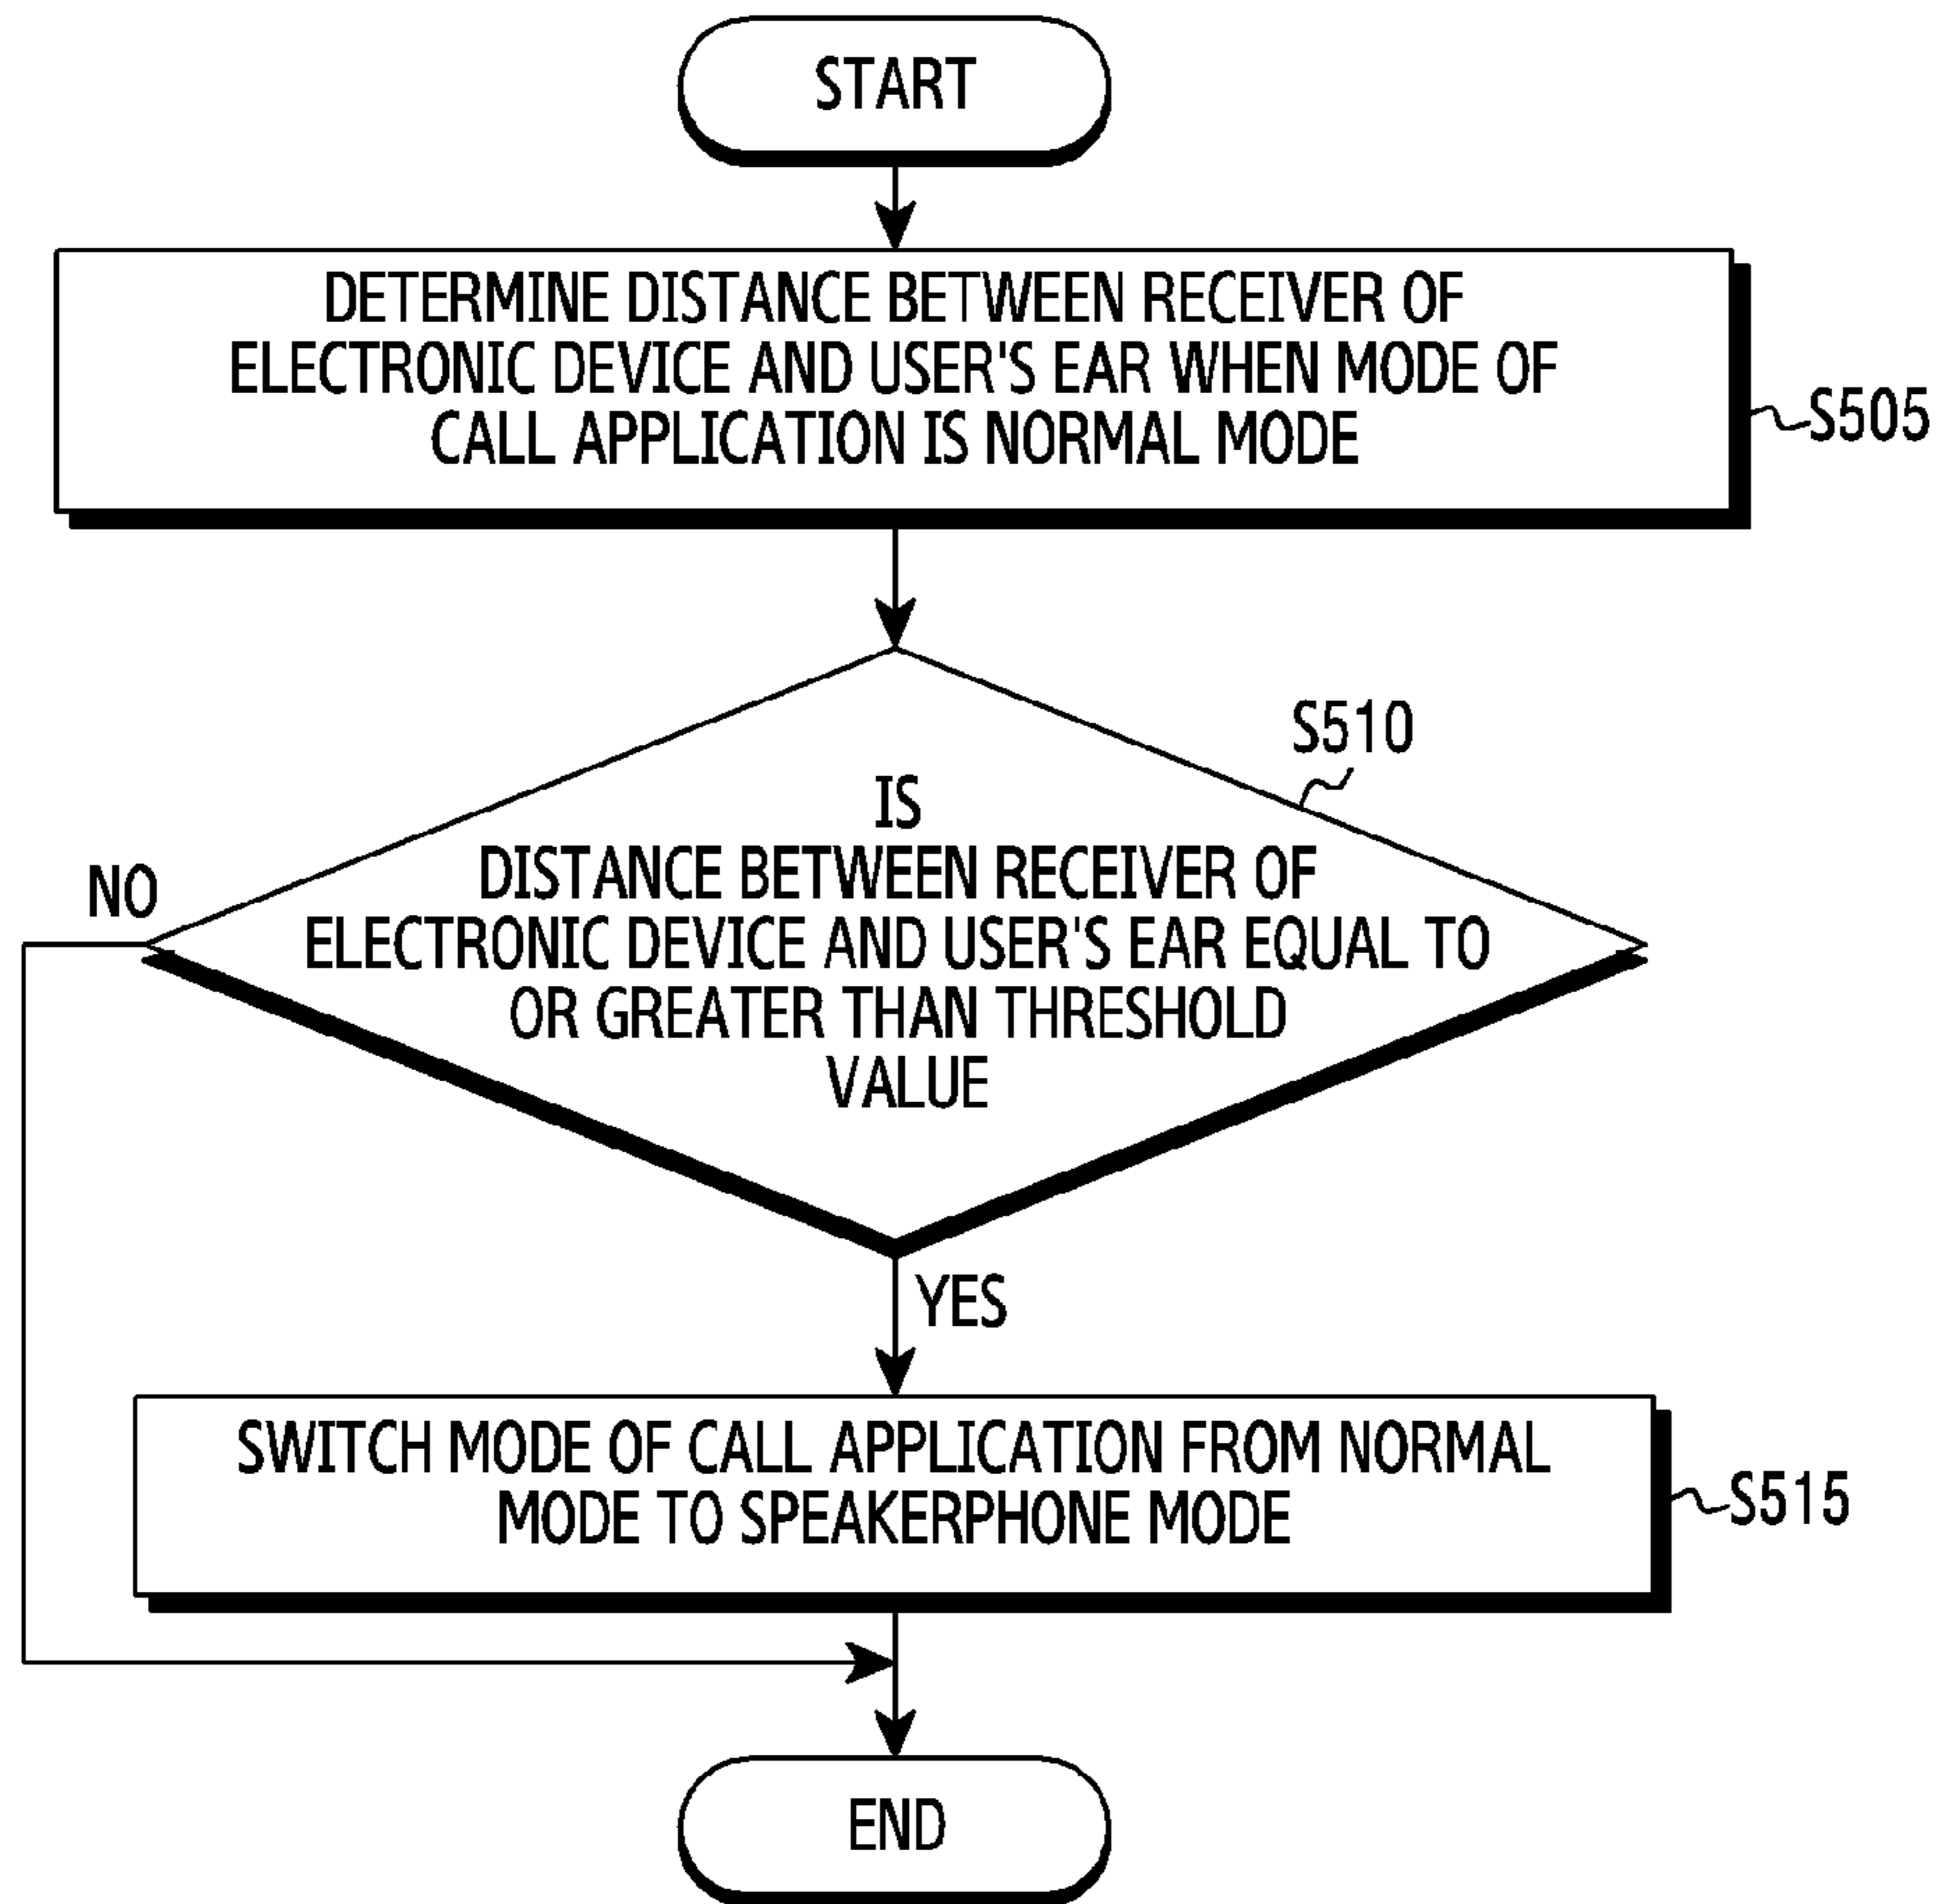 START
DETERMINE DISTANCE BETWEEN RECEIVER OF
ELECTRONIC DEVICE AND USER'S EAR WHEN MODE OF
CALL APPLICATION IS NORMAL MODE
S505
S510
IS
DISTANCE BETWEEN RECEIVER OF
ELECTRONIC DEVICE AND USER'S EAR EQUAL TO
OR GREATER THAN THRESHOLD
VALUE
NO
YES
SWITCH MODE OF CALL APPLICATION FROM NORMAL
MODE TO SPEAKERPHONE MODE
S515
END